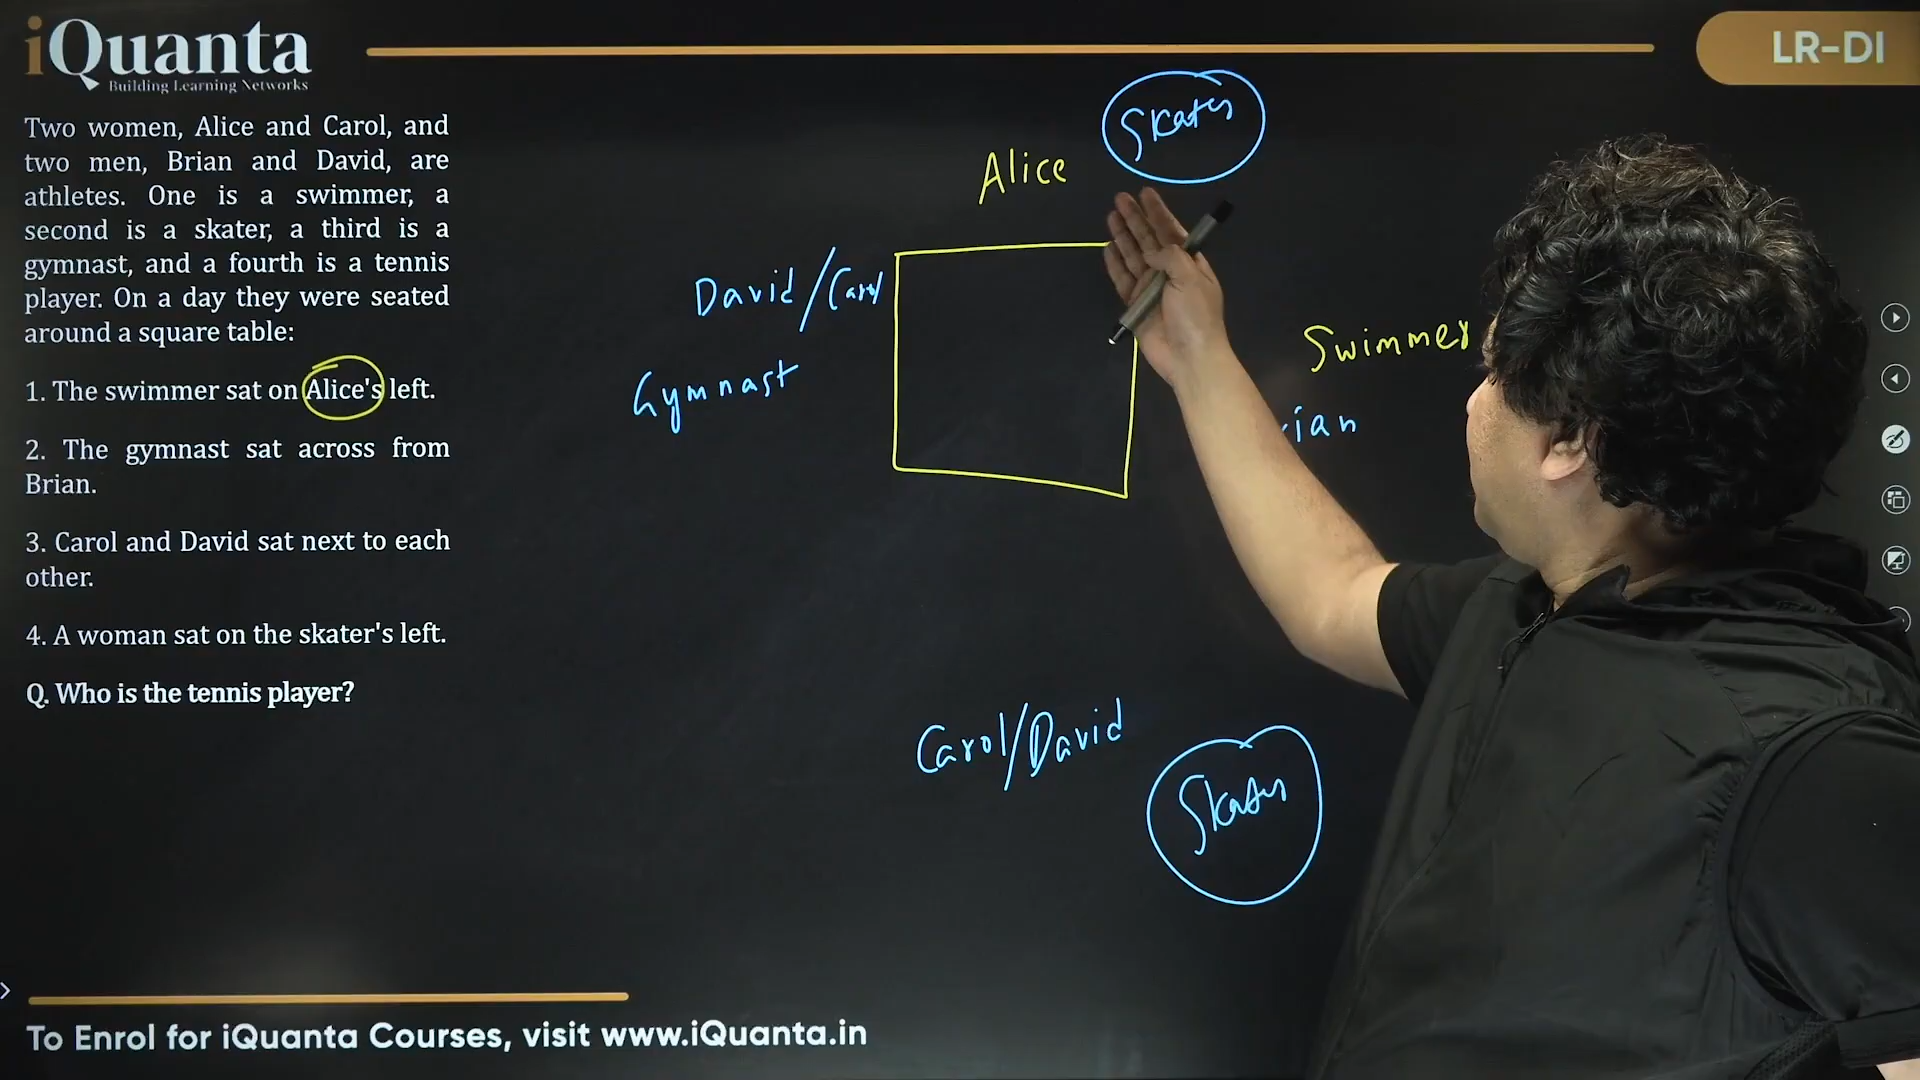 iQuanta
Building Learning Networks
LR-DI
Two women, Alice and Carol, and
two men, Brian and David, are
athletes. One is a swimmer, a
second is a skater, a third is a
gymnast, and a fourth is a tennis
player. On a day they were seated
around a square table:
1. The swimmer sat on Alice's left.
2. The gymnast sat across from
Brian.
3. Carol and David sat next to each
other.
4. A woman sat on the skater's left.
Q. Who is the tennis player?
Skater
Alice
David/Carol
Gymnast
Swimmer
ian
Carol/David
Skater
To Enrol for iQuanta Courses, visit www.iQuanta.in